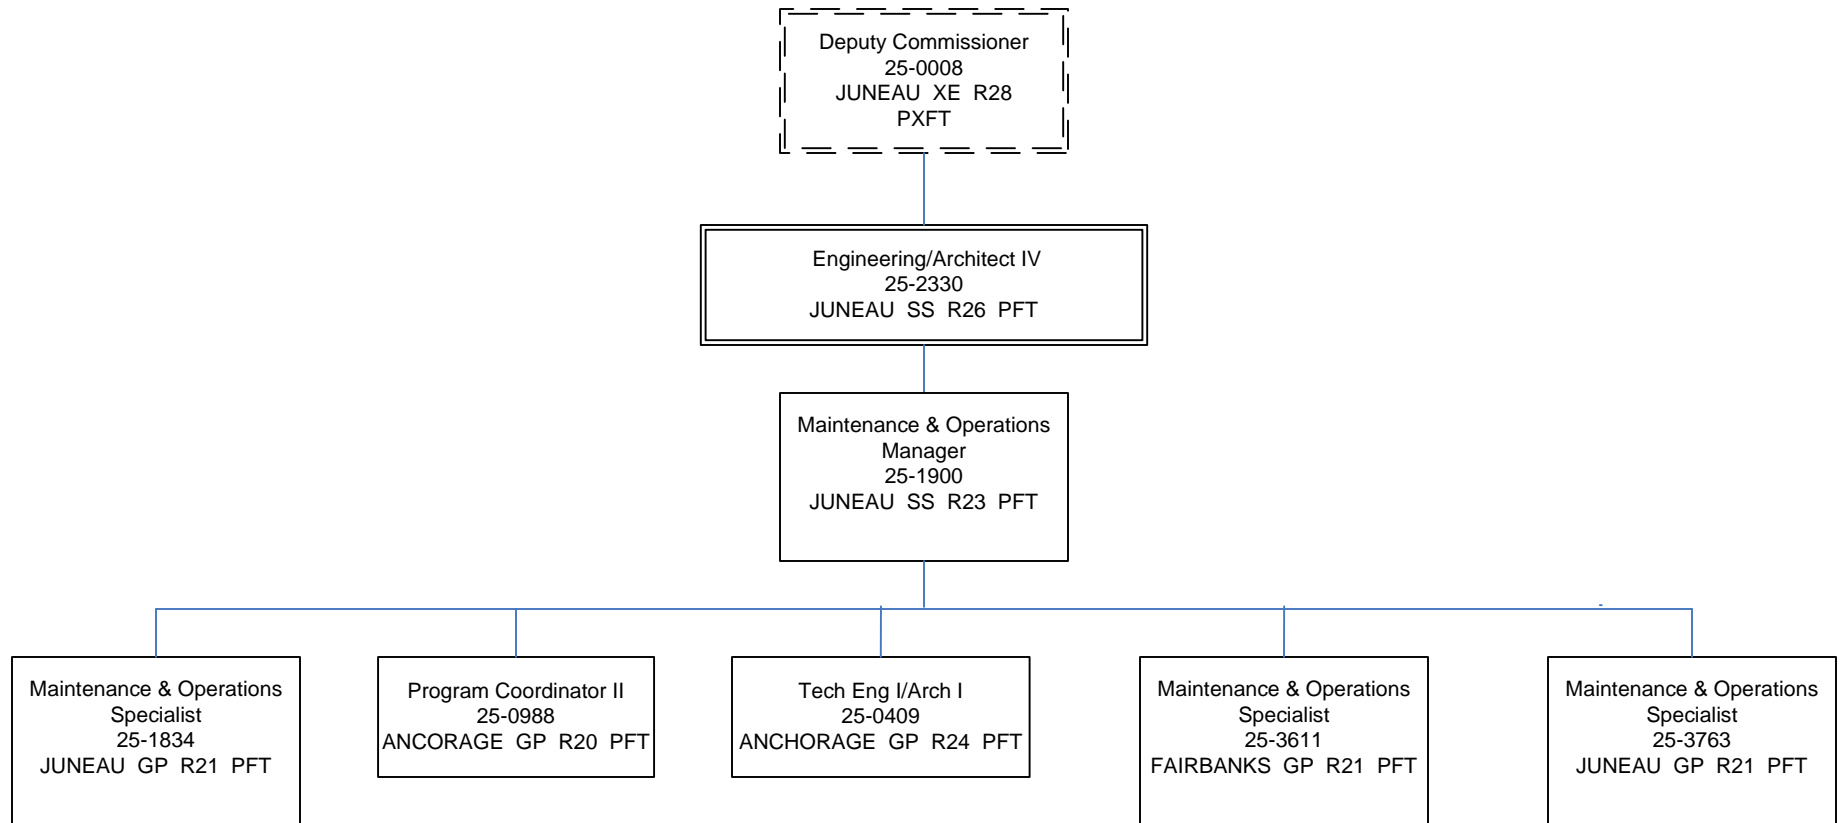 Deputy Commissioner
25-0008
JUNEAU XE R28
PXFT
Engineering/Architect IV
25-2330
JUNEAU SS R26 PFT
Maintenance & Operations
Manager
25-1900
JUNEAU SS R23 PFT
Maintenance & Operations
Specialist
25-1834
JUNEAU GP R21 PFT
Program Coordinator II
25-0988
ANCORAGE GP R20 PFT
Tech Eng I/Arch I
25-0409
ANCHORAGE GP R24 PFT
Maintenance & Operations
Specialist
25-3611
FAIRBANKS GP R21 PFT
Maintenance & Operations
Specialist
25-3763
JUNEAU GP R21 PFT